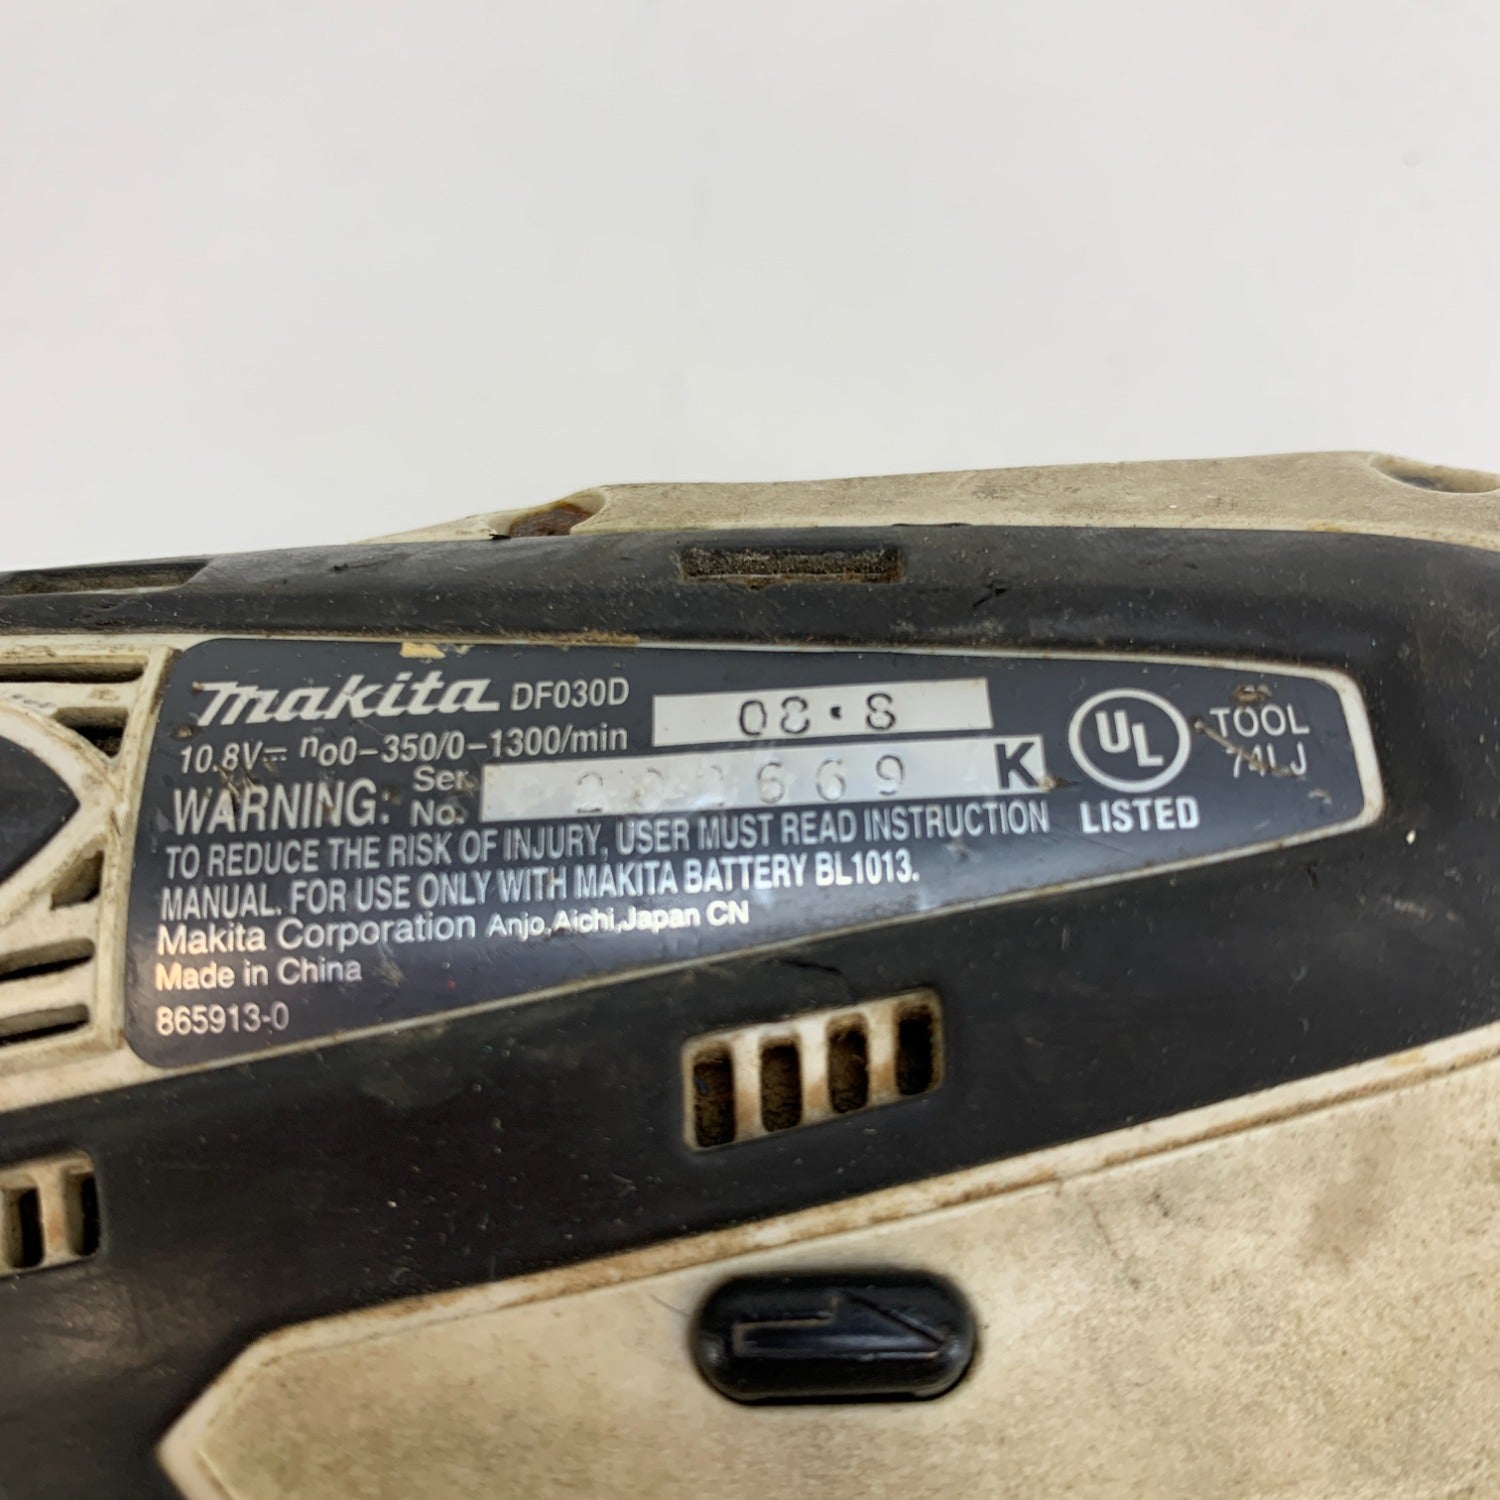 makita DF030D 08.8
10.8V⎓ n₀0-350/0-1300/min
WARNING: Ser. No. K
TO REDUCE THE RISK OF INJURY, USER MUST READ INSTRUCTION
MANUAL. FOR USE ONLY WITH MAKITA BATTERY BL1013.
Makita Corporation Anjo,Aichi,Japan CN
Made in China
865913-0
UL
LISTED
TOOL
74LJ